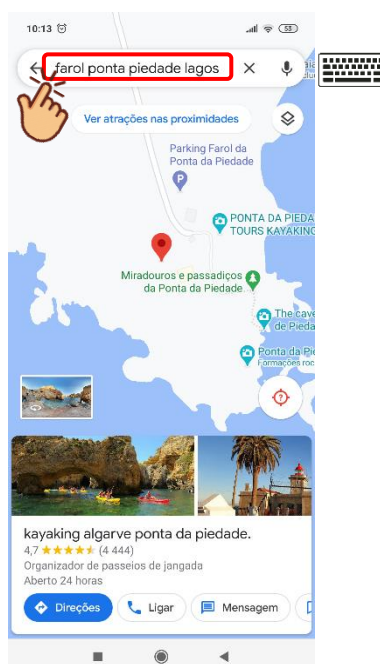 10:13
53
farol ponta piedade lagos
Ver atrações nas proximidades
Parking Farol da
Ponta da Piedade
P
PONTA DA PIEDA
TOURS KAYAKING
Miradouros e passadiços
da Ponta da Piedade
The cave
de Pieda
Ponta da Pie
Formações roc
kayaking algarve ponta da piedade.
4,7 (4 444)
Organizador de passeios de jangada
Aberto 24 horas
Direções
Ligar
Mensagem